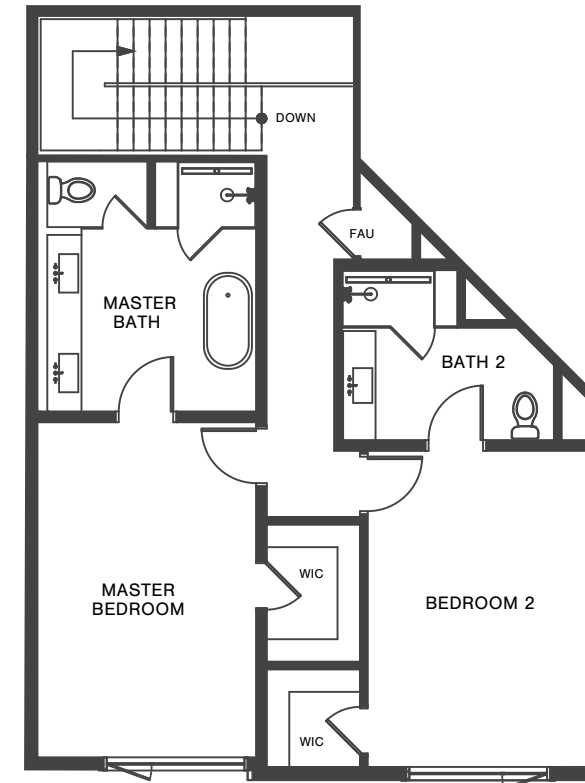 DOWN
FAU
MASTER
BATH
BATH 2
WIC
MASTER
BEDROOM
BEDROOM 2
WIC